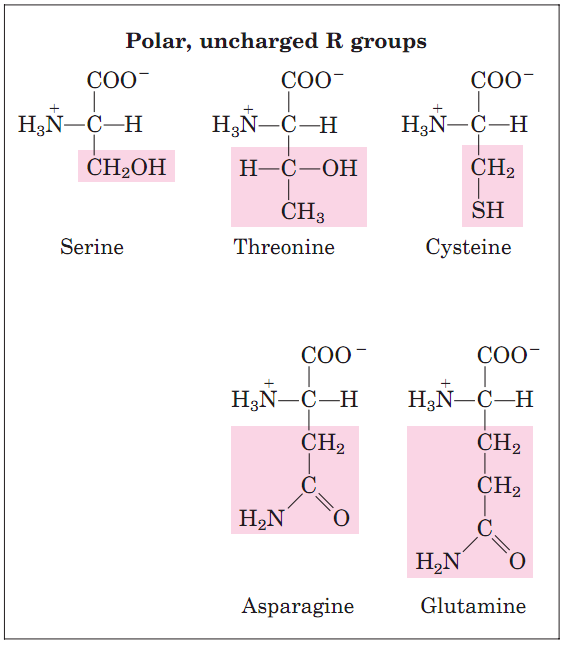 Polar, uncharged R groups
COO⁻ COO⁻ COO⁻
H₃N⁺—C—H H₃N⁺—C—H H₃N⁺—C—H
CH₂OH H—C—OH CH₂
CH₃ SH
Serine Threonine Cysteine
COO⁻ COO⁻
H₃N⁺—C—H H₃N⁺—C—H
CH₂ CH₂
C CH₂
H₂N O C
H₂N O
Asparagine Glutamine